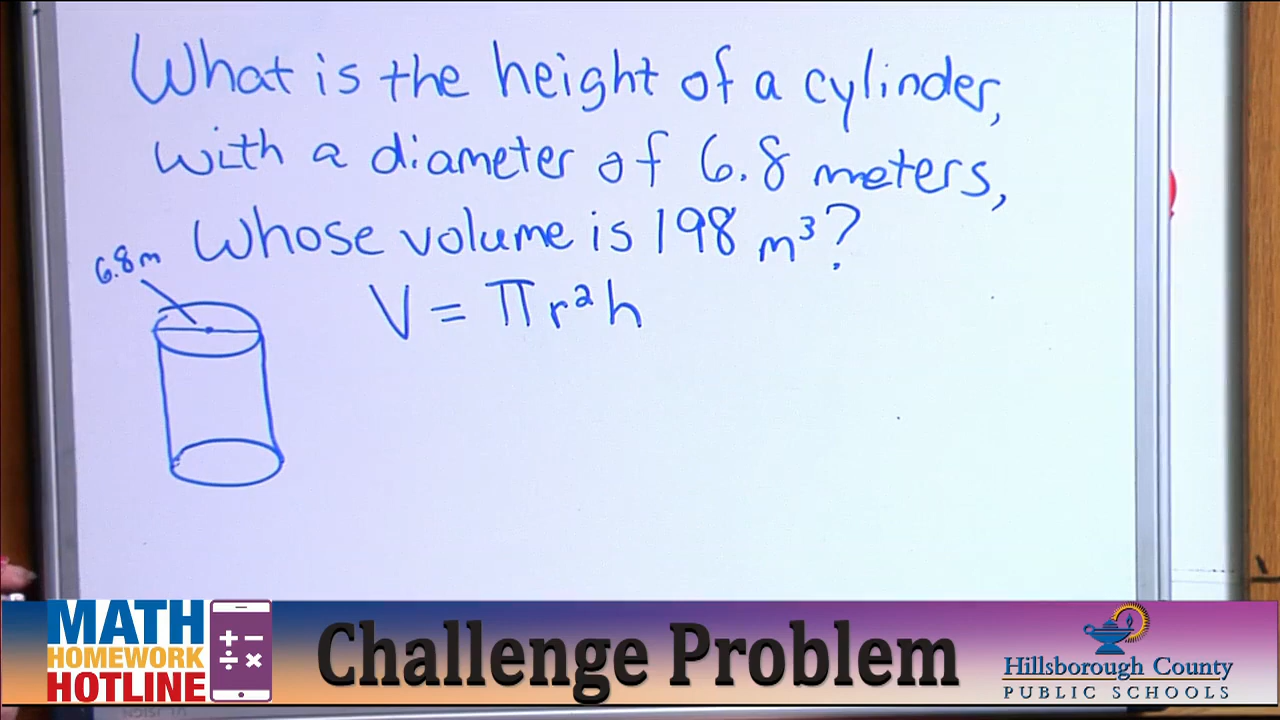 What is the height of a cylinder,
with a diameter of 6.8 meters,
Whose volume is 198 m³?
6.8m
V = πr²h
MATH
HOMEWORK
HOTLINE
+ −
÷ ×
Challenge Problem
Hillsborough County
PUBLIC SCHOOLS